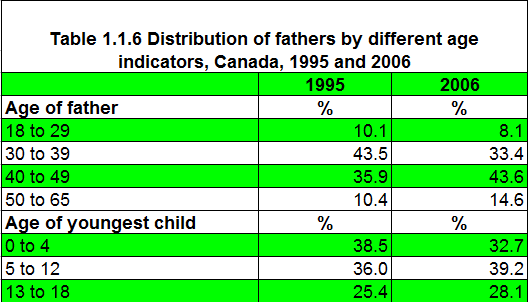 Table 1.1.6 Distribution of fathers by different age
indicators, Canada, 1995 and 2006
1995 2006
Age of father % %
18 to 29 10.1 8.1
30 to 39 43.5 33.4
40 to 49 35.9 43.6
50 to 65 10.4 14.6
Age of youngest child % %
0 to 4 38.5 32.7
5 to 12 36.0 39.2
13 to 18 25.4 28.1